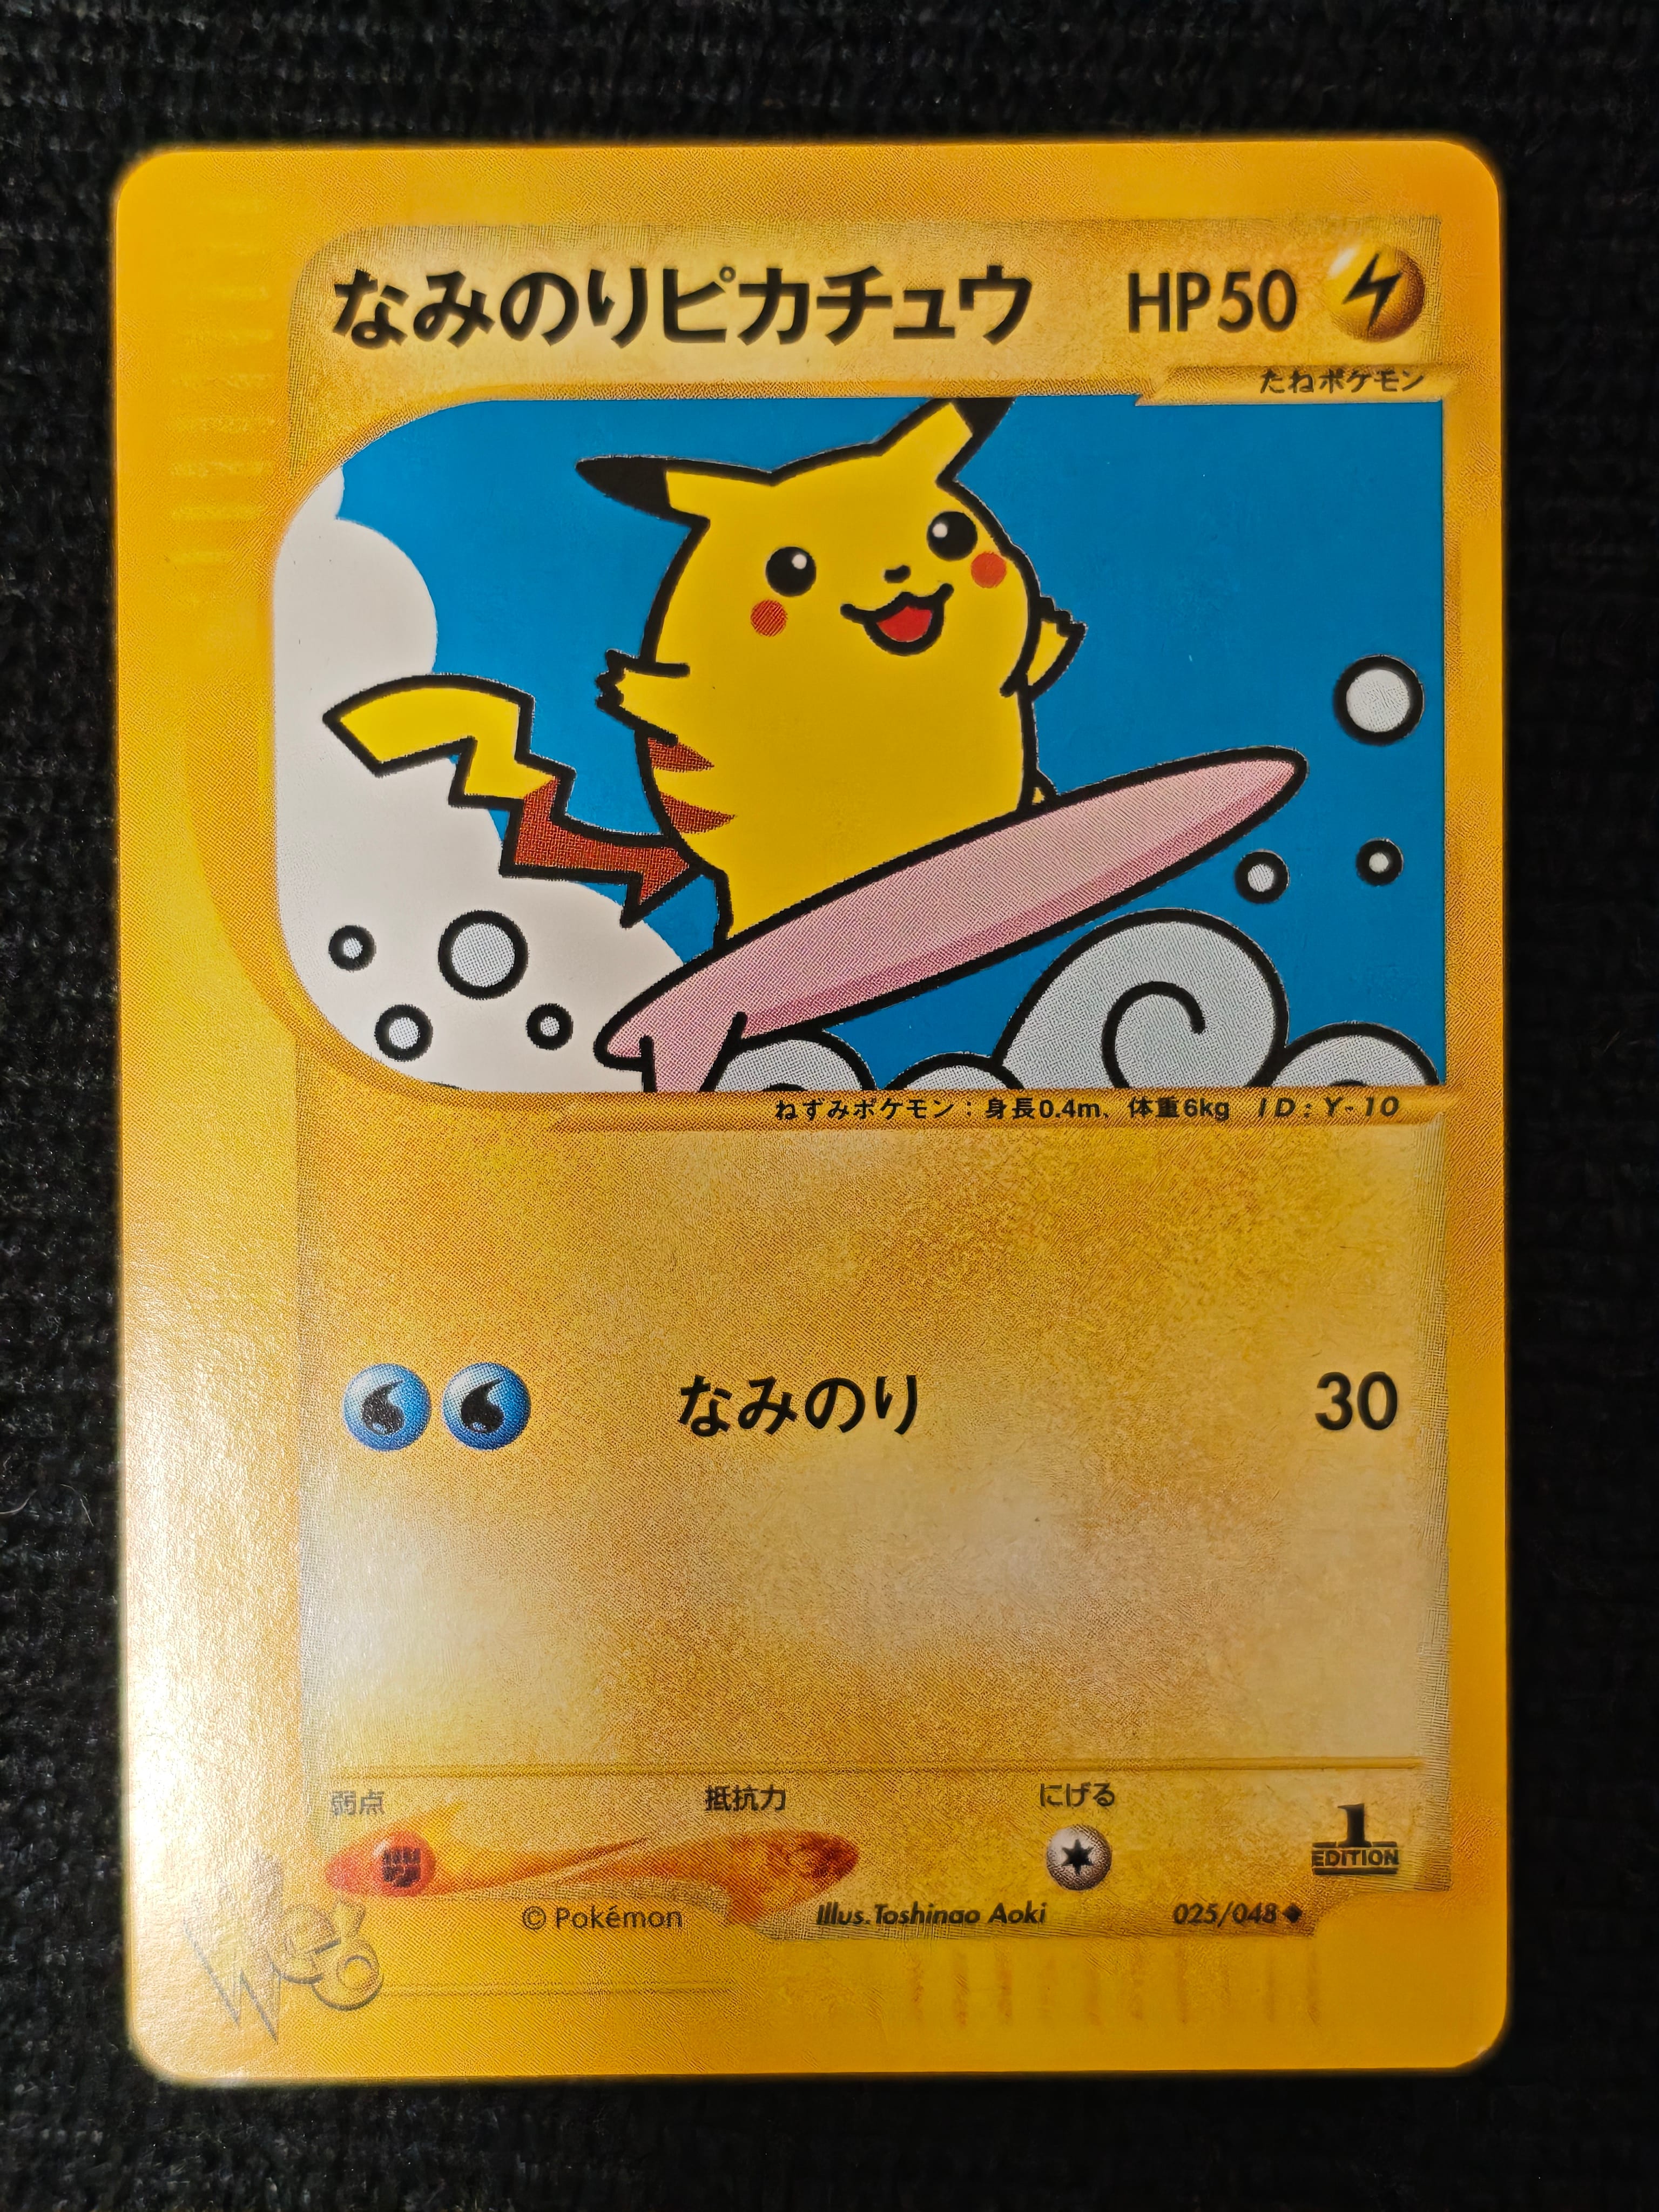 なみのりピカチュウ HP50
たねポケモン
ねずみポケモン：身長0.4m、体重6kg ID:Y-10
なみのり 30
弱点 抵抗力 にげる
1
EDITION
© Pokémon Illus.Toshinao Aoki 025/048